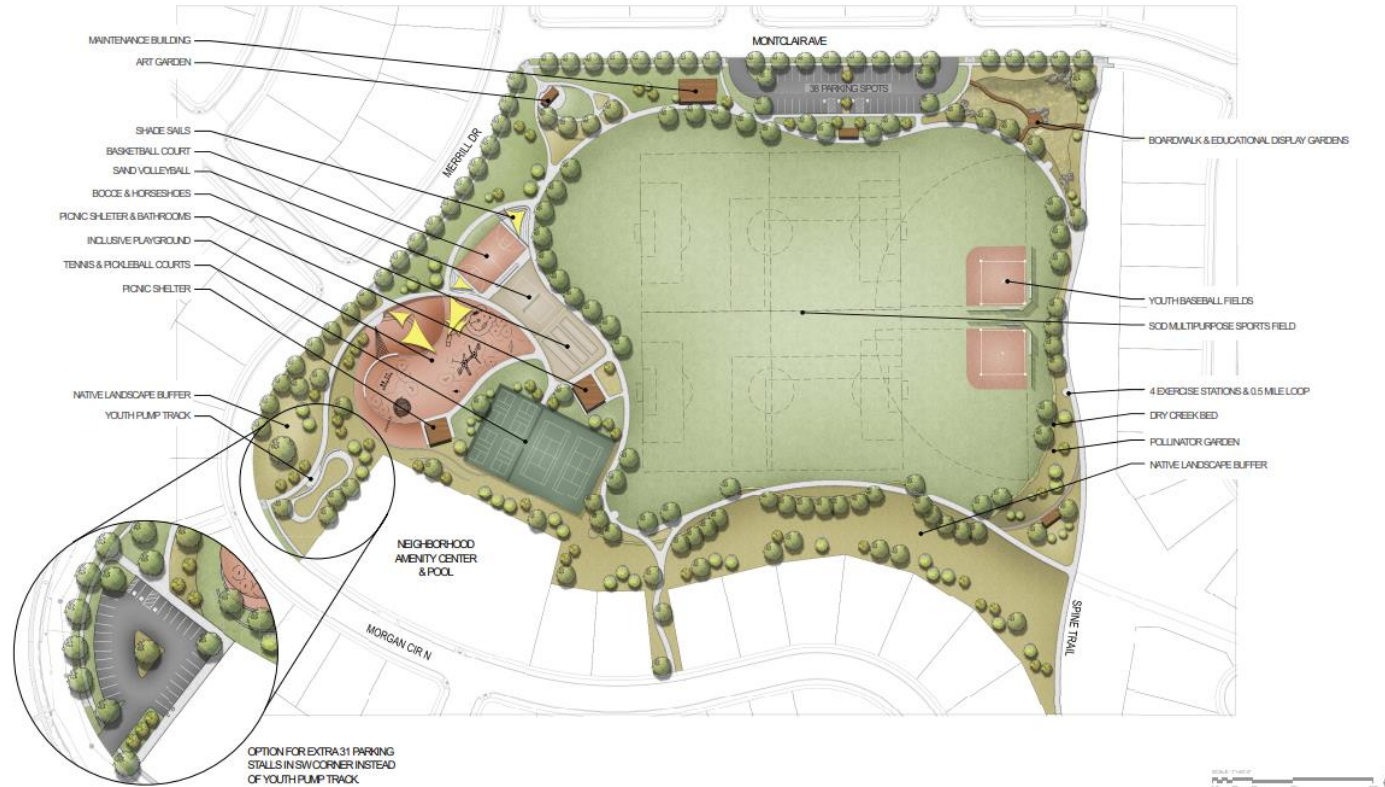 MONTCLAIR AVE
MAINTENANCE BUILDING
ART GARDEN
38 PARKING SPOTS
SHADE SAILS
BASKETBALL COURT
SAND VOLLEYBALL
BOCCE & HORSESHOES
PICNIC SHLETER & BATHROOMS
INCLUSIVE PLAYGROUND
TENNIS & PICKLEBALL COURTS
PICNIC SHELTER
MERRILL DR
BOARDWALK & EDUCATIONAL DISPLAY GARDENS
YOUTH BASEBALL FIELDS
SOD MULTIPURPOSE SPORTS FIELD
4 EXERCISE STATIONS & 0.5 MILE LOOP
DRY CREEK BED
POLLINATOR GARDEN
NATIVE LANDSCAPE BUFFER
NATIVE LANDSCAPE BUFFER
YOUTH PUMP TRACK
NEIGHBORHOOD
AMENITY CENTER
& POOL
MORGAN CIR N
SPINE TRAIL
OPTION FOR EXTRA 31 PARKING
STALLS IN SW CORNER INSTEAD
OF YOUTH PUMP TRACK